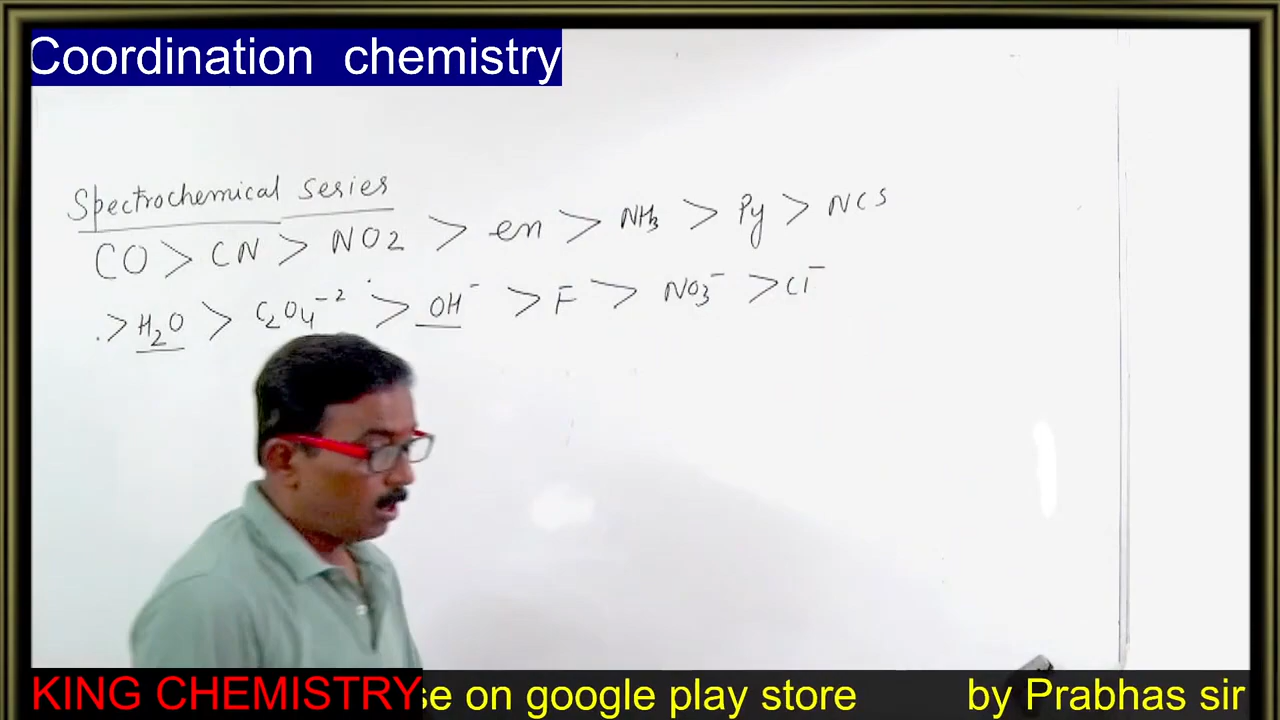 Coordination chemistry
Spectrochemical series
CO > CN > NO2 > en > NH3 > Py > NCS
> H2O > C2O4^-2 > OH^- > F > NO3^- > Cl^-
KING CHEMISTRY se on google play store by Prabhas sir